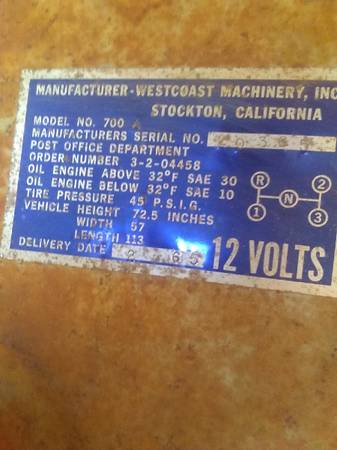 MANUFACTURER-WESTCOAST MACHINERY, INC
STOCKTON, CALIFORNIA
MODEL NO. 700 A
MANUFACTURERS SERIAL NO.
POST OFFICE DEPARTMENT
ORDER NUMBER 3-2-04458
OIL ENGINE ABOVE 32°F SAE 30
OIL ENGINE BELOW 32°F SAE 10
TIRE PRESSURE 45 P.S.I.G.
VEHICLE HEIGHT 72.5 INCHES
WIDTH 57
LENGTH 113
DELIVERY DATE 2 65
R 2
N
1 3
12 VOLTS